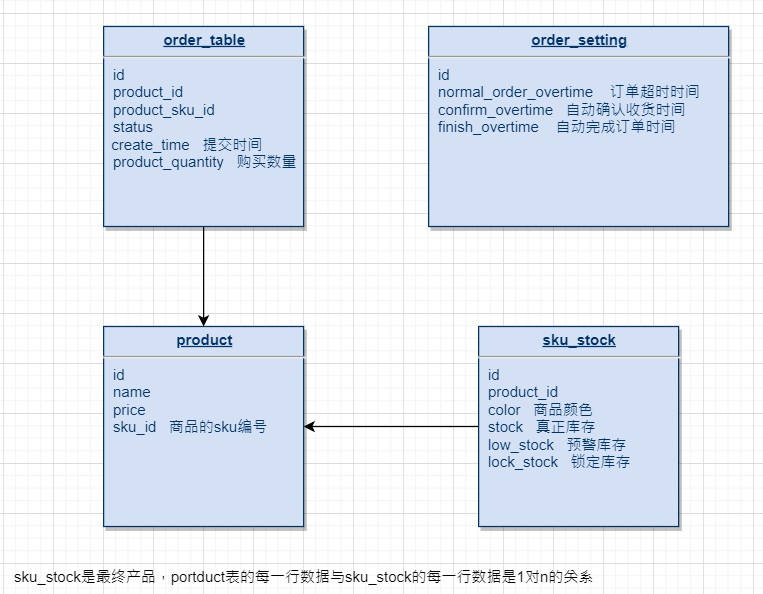 order_table
id
product_id
product_sku_id
status
create_time 提交时间
product_quantity 购买数量
order_setting
id
normal_order_overtime 订单超时时间
confirm_overtime 自动确认收货时间
finish_overtime 自动完成订单时间
product
id
name
price
sku_id 商品的sku编号
sku_stock
id
product_id
color 商品颜色
stock 真正库存
low_stock 预警库存
lock_stock 锁定库存
sku_stock是最终产品，portduct表的每一行数据与sku_stock的每一行数据是1对n的关系